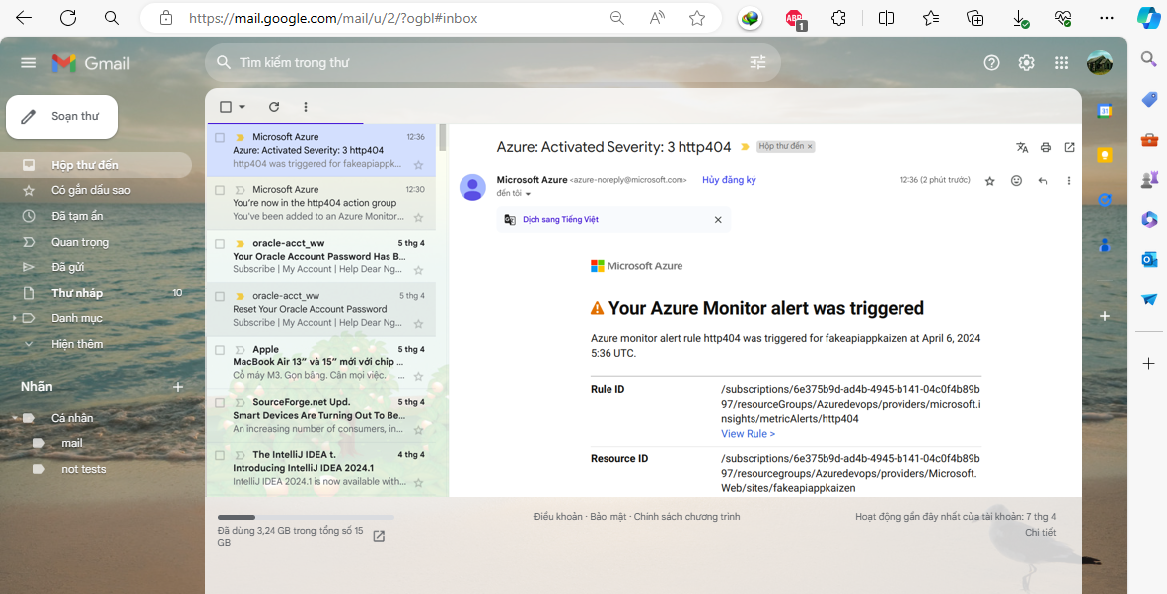 https://mail.google.com/mail/u/2/?ogbl#inbox
ABP
1
Gmail
Tìm kiếm trong thư
Soạn thư
Hộp thư đến
Có gắn dấu sao
Đã tạm ẩn
Quan trọng
Đã gửi
Thư nháp 10
Danh mục
Hiện thêm
Nhãn
Cá nhân
mail
not tests
Microsoft Azure 12:36
Azure: Activated Severity: 3 http404
http404 was triggered for fakeapiappk...
Microsoft Azure 12:30
You're now in the http404 action group
You've been added to an Azure Monitor...
oracle-acct_ww 5 thg 4
Your Oracle Account Password Has B...
Subscribe | My Account | Help Dear Ng...
oracle-acct_ww 5 thg 4
Reset Your Oracle Account Password
Subscribe | My Account | Help Dear Ng...
Apple 5 thg 4
MacBook Air 13” và 15” mới với chip ...
Cỗ máy M3. Gọn bâng. Cân mọi việc. ...
SourceForge.net Upd. 5 thg 4
Smart Devices Are Turning Out To Be...
An increasing number of consumers, in...
The IntelliJ IDEA t. 4 thg 4
Introducing IntelliJ IDEA 2024.1
IntelliJ IDEA 2024.1 is now available with...
Azure: Activated Severity: 3 http404 Hộp thư đến ×
Microsoft Azure <azure-noreply@microsoft.com> Hủy đăng ký 12:36 (2 phút trước)
đến tôi
Dịch sang Tiếng Việt
Microsoft Azure
Your Azure Monitor alert was triggered
Azure monitor alert rule http404 was triggered for fakeapiappkaizen at April 6, 2024
5:36 UTC.
Rule ID /subscriptions/6e375b9d-ad4b-4945-b141-04c0f4b89b
97/resourceGroups/Azuredevops/providers/microsoft.i
nsights/metricAlerts/http404
View Rule >
Resource ID /subscriptions/6e375b9d-ad4b-4945-b141-04c0f4b89b
97/resourcegroups/Azuredevops/providers/Microsoft.
Web/sites/fakeapiappkaizen
Đã dùng 3,24 GB trong tổng số 15
GB
Điều khoản · Bảo mật · Chính sách chương trình
Hoạt động gần đây nhất của tài khoản: 7 thg 4
Chi tiết